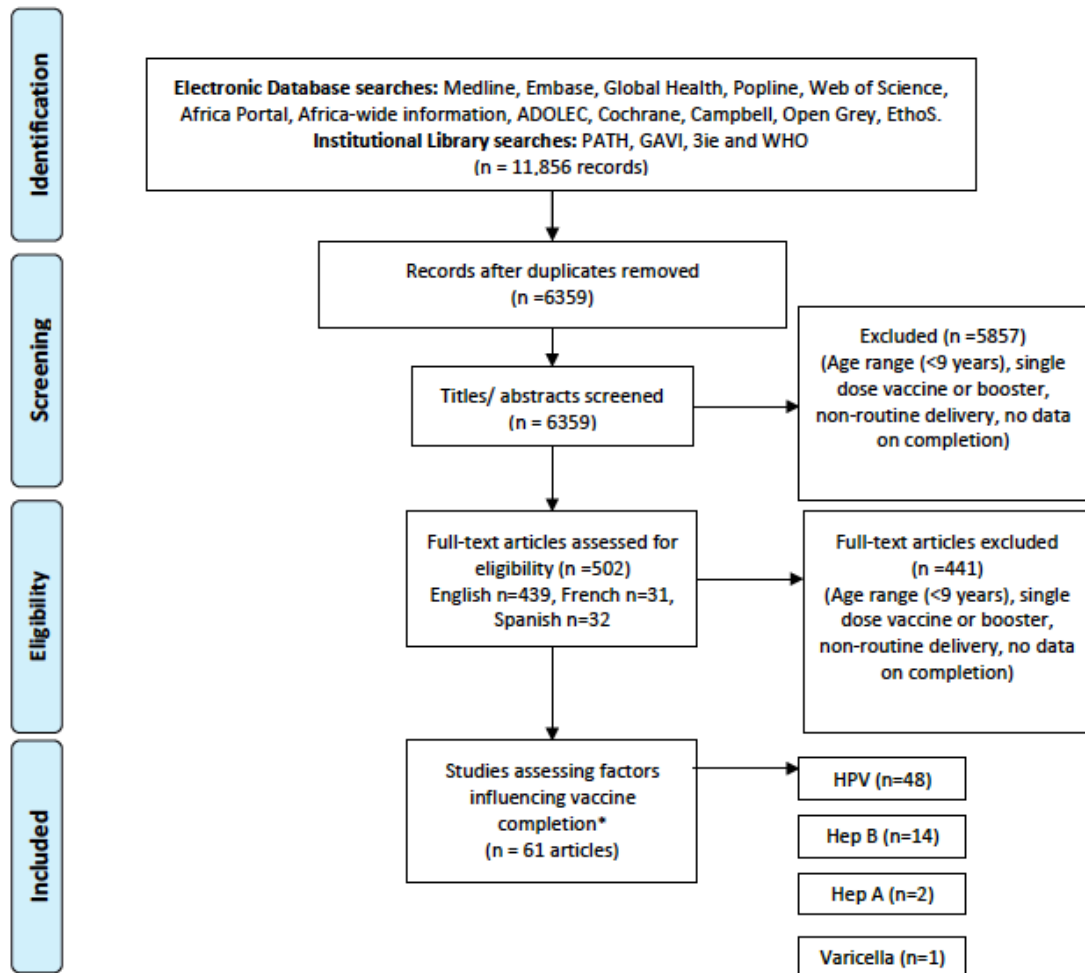 Identification
Electronic Database searches: Medline, Embase, Global Health, Popline, Web of Science,
Africa Portal, Africa-wide information, ADOLEC, Cochrane, Campbell, Open Grey, EthoS.
Institutional Library searches: PATH, GAVI, 3ie and WHO
(n = 11,856 records)
Screening
Records after duplicates removed
(n =6359)
Titles/ abstracts screened
(n = 6359)
Excluded (n =5857)
(Age range (<9 years), single
dose vaccine or booster,
non-routine delivery, no data
on completion)
Eligibility
Full-text articles assessed for
eligibility (n =502)
English n=439, French n=31,
Spanish n=32
Full-text articles excluded
(n =441)
(Age range (<9 years), single
dose vaccine or booster,
non-routine delivery, no data
on completion)
Included
Studies assessing factors
influencing vaccine
completion*
(n = 61 articles)
HPV (n=48)
Hep B (n=14)
Hep A (n=2)
Varicella (n=1)